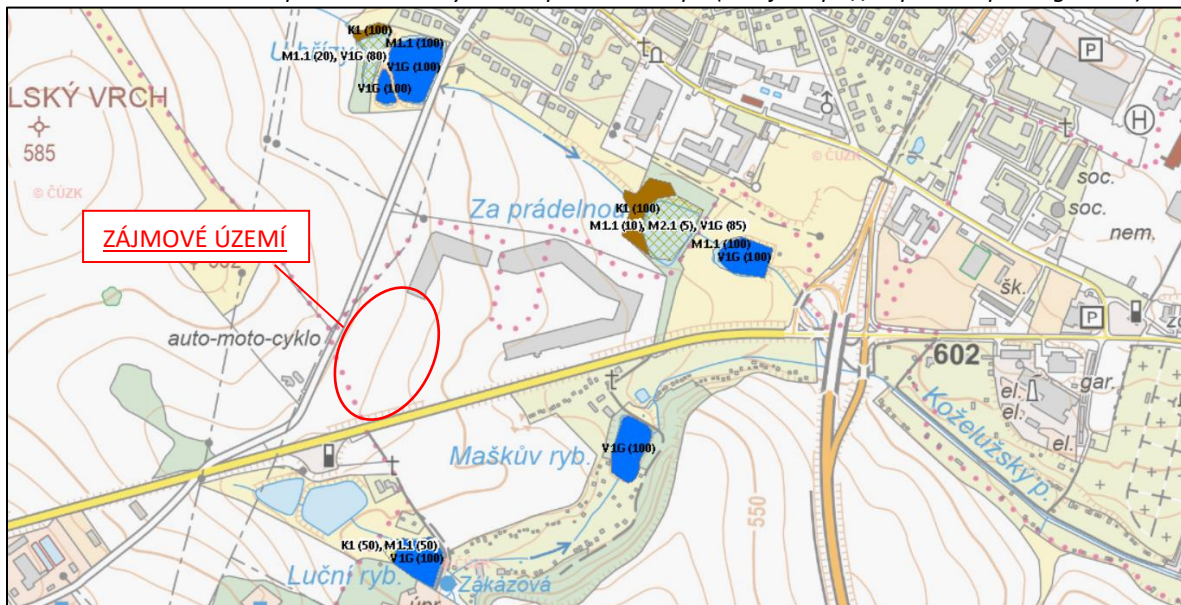 K1 (100)
M1.1 (100)
M1.1 (20), V1G (80)
V1G (100)
V1G (100)
LSKÝ VRCH
585
© ČÚZK
© ČÚZK
P
H
soc.
soc.
nem.
K1 (100)
Za prádelnou
M1.1 (10), M2.1 (5), V1G (85)
M1.1 (100)
V1G (100)
ZÁJMOVÉ ÚZEMÍ
šk.
P
auto-moto-cyklo
602
gar.
el.
el.
el.
Koželužský p.
Maškův ryb.
V1G (100)
550
K1 (50), M1.1 (50)
V1G (100)
Luční ryb.
Zákazová